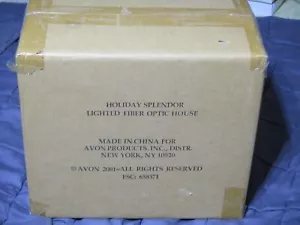 HOLIDAY SPLENDOR
LIGHTED FIBER OPTIC HOUSE
MADE IN CHINA FOR
AVON PRODUCTS, INC., DISTR.
NEW YORK, NY 10020
© AVON 2001—ALL RIGHTS RESERVED
FSC: